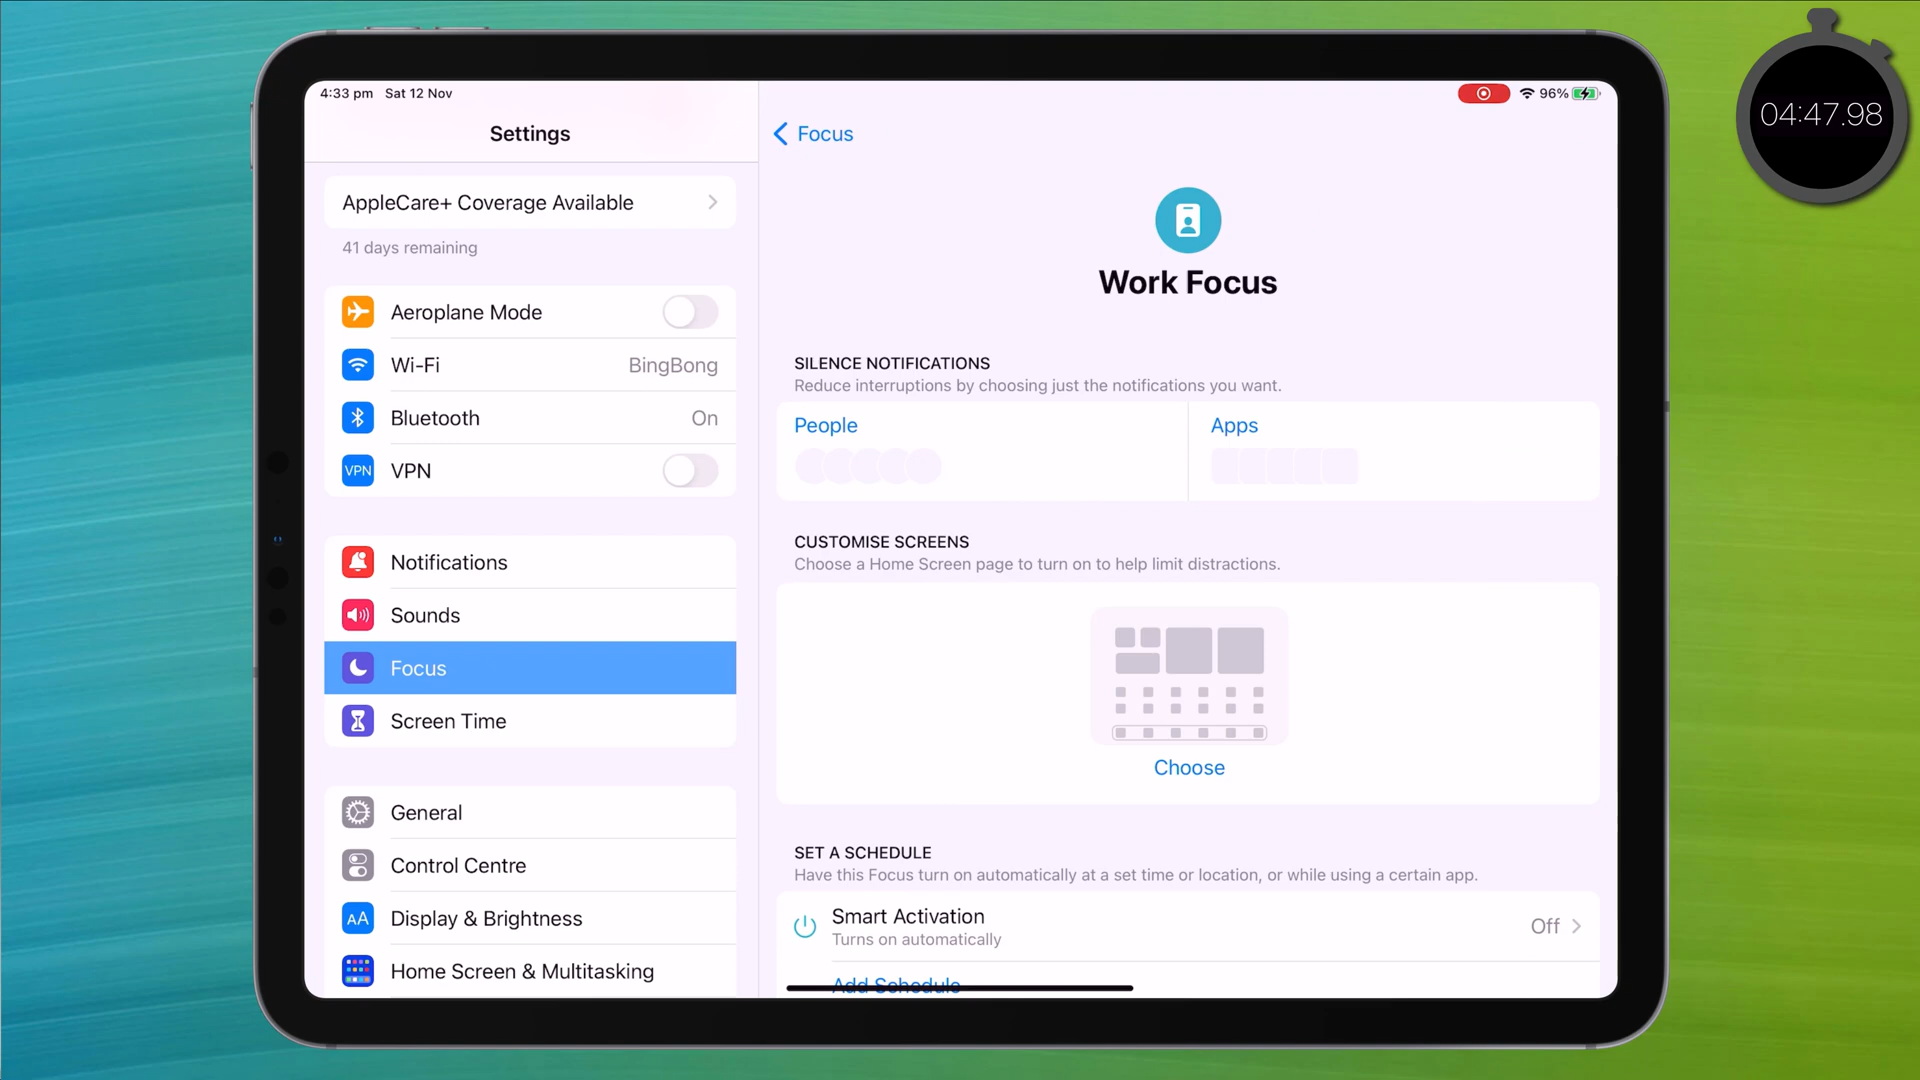 04:47.98
4:33 pm Sat 12 Nov
96%
Settings
Focus
AppleCare+ Coverage Available
41 days remaining
Aeroplane Mode
Wi-Fi BingBong
Bluetooth On
VPN VPN
Notifications
Sounds
Focus
Screen Time
General
Control Centre
AA Display & Brightness
Home Screen & Multitasking
Work Focus
SILENCE NOTIFICATIONS
Reduce interruptions by choosing just the notifications you want.
People Apps
CUSTOMISE SCREENS
Choose a Home Screen page to turn on to help limit distractions.
Choose
SET A SCHEDULE
Have this Focus turn on automatically at a set time or location, or while using a certain app.
Smart Activation Off
Turns on automatically
Add Schedule